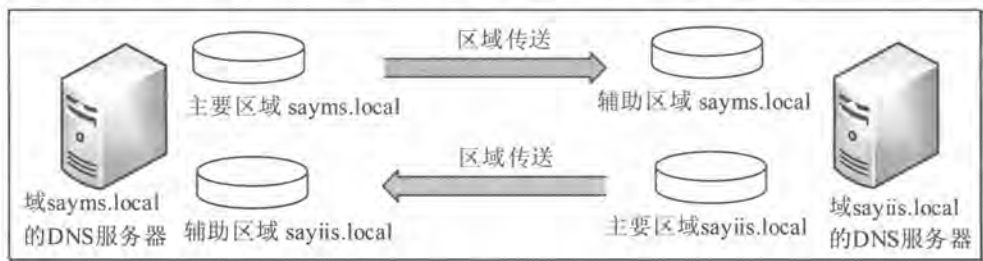 区域传送
主要区域 sayms.local
辅助区域 sayms.local
区域传送
域sayms.local
的DNS服务器
辅助区域 sayiis.local
主要区域sayiis.local
域sayiis.local
的DNS服务器